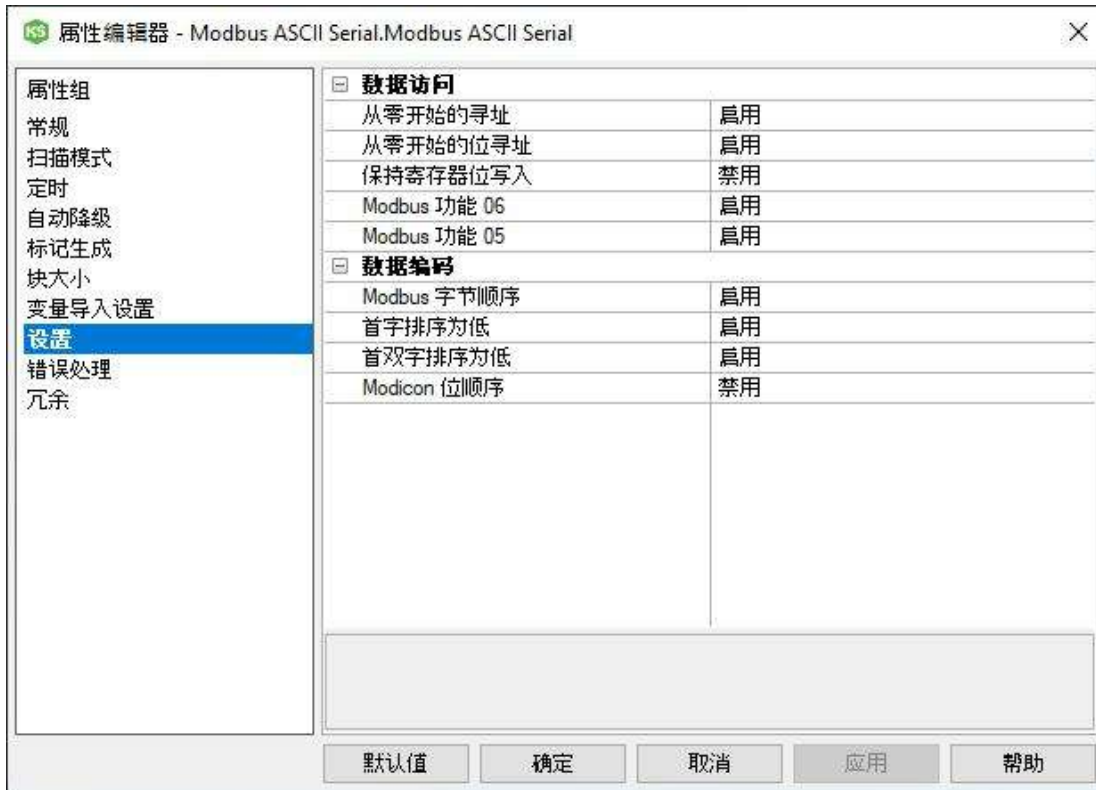 属性编辑器 - Modbus ASCII Serial.Modbus ASCII Serial
属性组
常规
扫描模式
定时
自动降级
标记生成
块大小
变量导入设置
设置
错误处理
冗余
数据访问
从零开始的寻址 启用
从零开始的位寻址 启用
保持寄存器位写入 禁用
Modbus 功能 06 启用
Modbus 功能 05 启用
数据编码
Modbus 字节顺序 启用
首字排序为低 启用
首双字排序为低 启用
Modicon 位顺序 禁用
默认值 确定 取消 应用 帮助